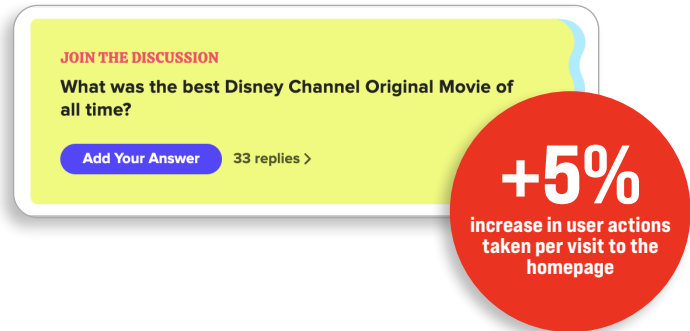 JOIN THE DISCUSSION
What was the best Disney Channel Original Movie of
all time?
Add Your Answer
33 replies >
+5%
increase in user actions
taken per visit to the
homepage